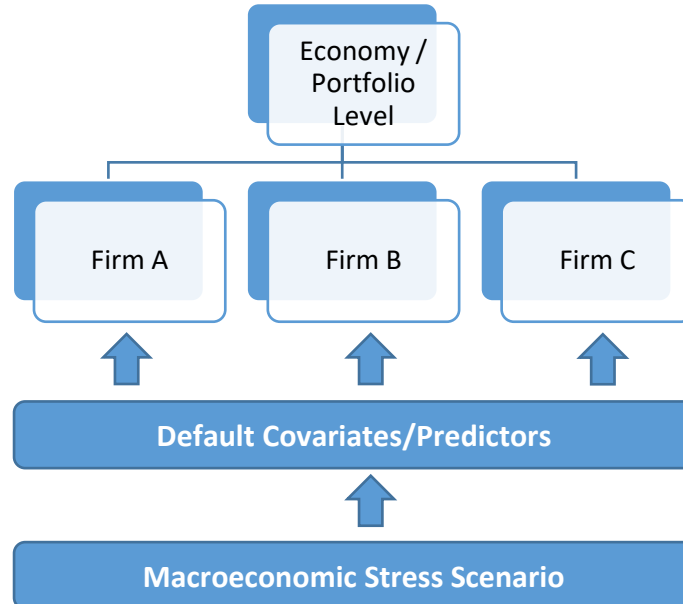 Economy /
Portfolio
Level
Firm A
Firm B
Firm C
Default Covariates/Predictors
Macroeconomic Stress Scenario